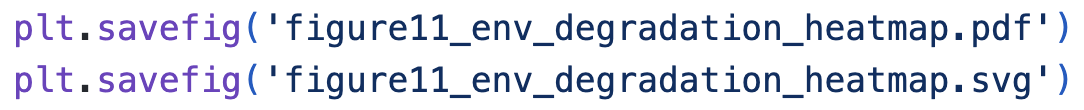 plt.savefig('figure11_env_degradation_heatmap.pdf')
plt.savefig('figure11_env_degradation_heatmap.svg')